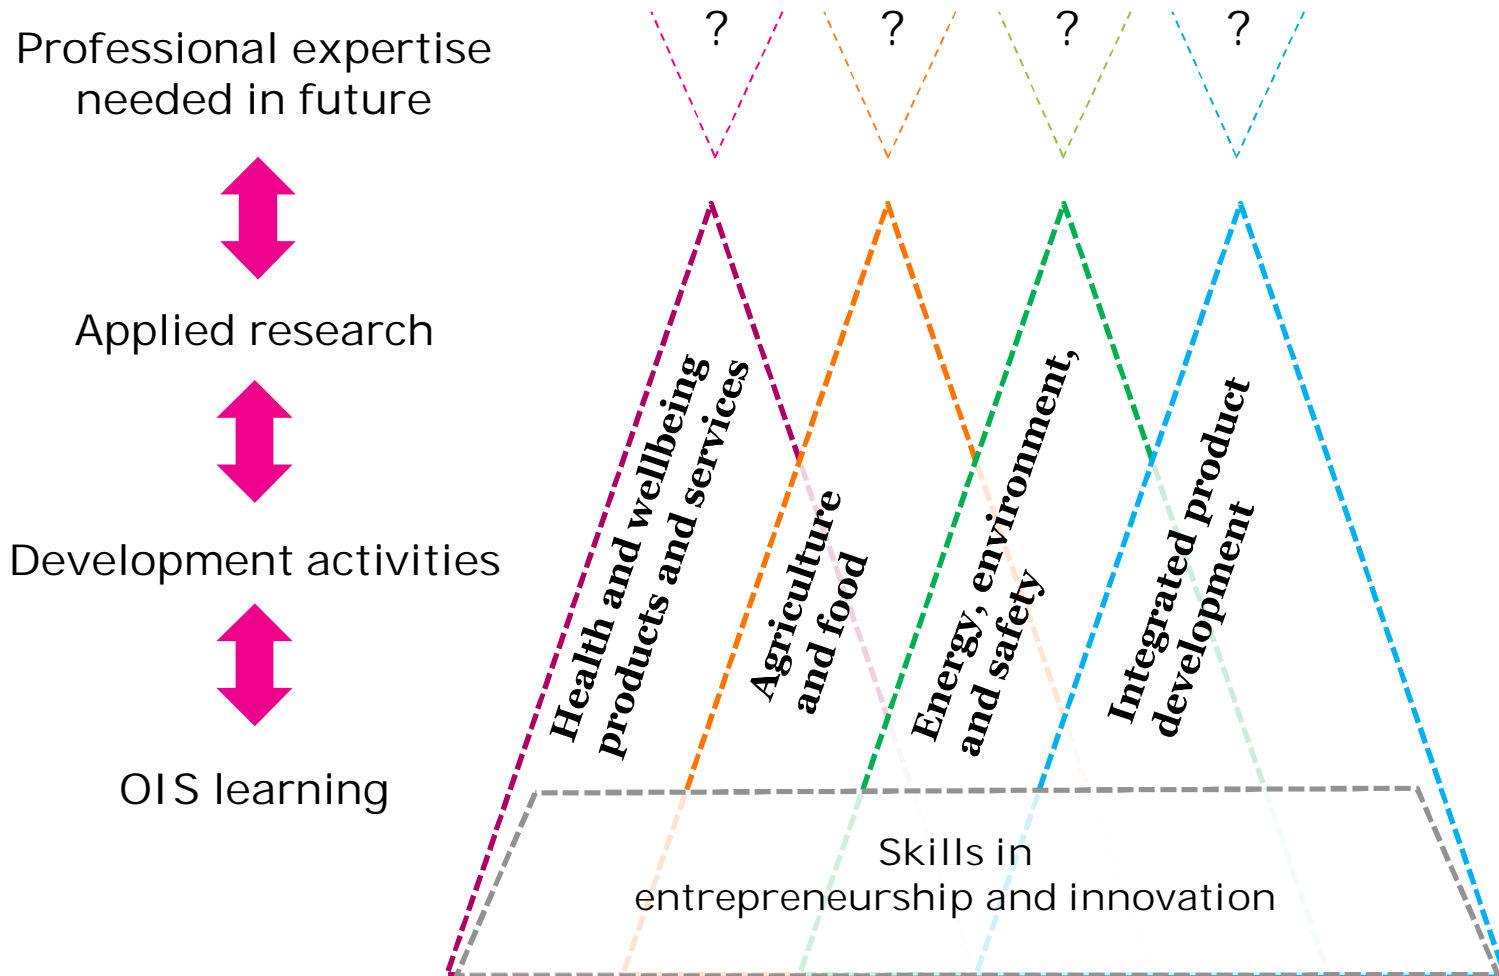 Professional expertise
needed in future
Applied research
Development activities
OIS learning
?
?
?
?
Health and wellbeing
products and services
Agriculture
and food
Energy, environment,
and safety
Integrated product
development
Skills in
entrepreneurship and innovation